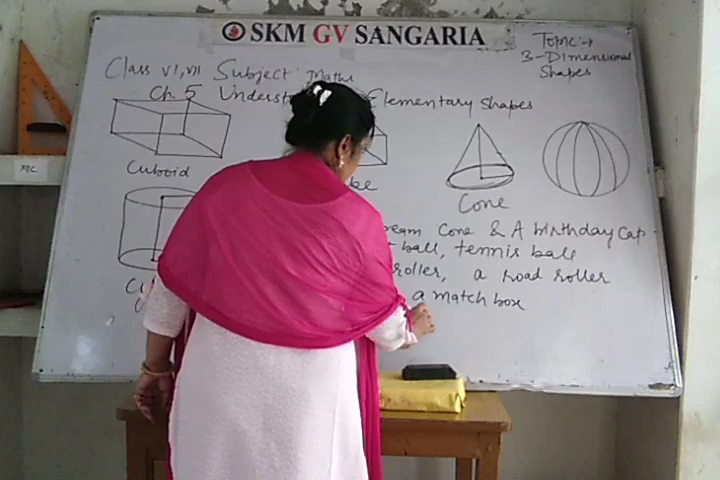 SKM GV SANGARIA
Topic:→
3-Dimensional
Shapes
Class VI,VII Subject: Maths
Ch. 5 Elementary Shapes
Cuboid
Cone
Cone & A birthday Cap
ball, tennis ball
roller, a road roller
a match box